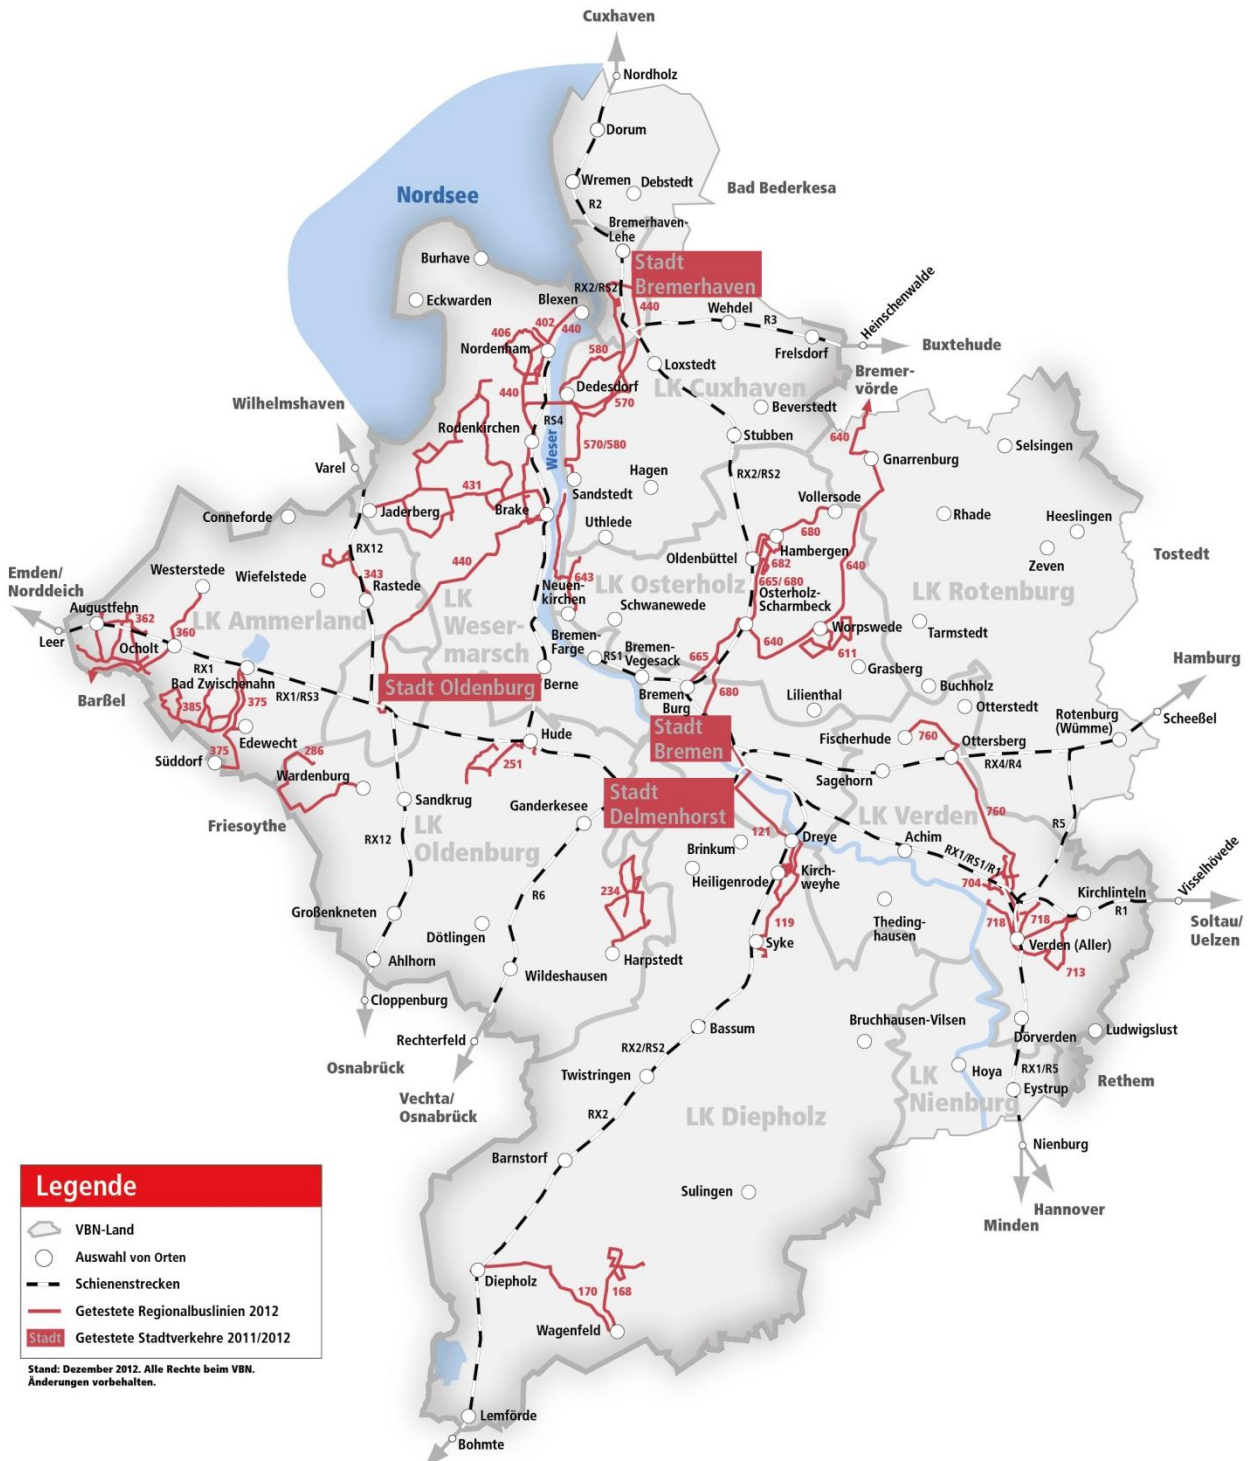 Cuxhaven
Nordholz
Dorum
Wremen
Debstedt
Bad Bederkesa
R2
Nordsee
Bremerhaven-
Lehe
Burhave
Stadt
Bremerhaven
Eckwarden
RX2/RS2
Blexen
440
Wehdel
R3
Heinschenwalde
402
440
406
Nordenham
580
Frelsdorf
Buxtehude
Loxstedt
LK Cuxhaven
Bremer-
vörde
Dedesdorf
440
570
Wilhelmshaven
Beverstedt
Rodenkirchen
RS4
Weser
Stubben
640
Selsingen
570/580
Gnarrenburg
Varel
Hagen
RX2/RS2
431
Sandstedt
Vollersode
Jaderberg
Brake
Rhade
Heeslingen
Conneforde
Uthlede
680
Hambergen
Zeven
Tostedt
RX12
440
Oldenbüttel
682
640
Emden/
Norddeich
Westerstede
Wiefelstede
343
Rastede
643
LK Osterholz
665/ 680
LK Rotenburg
Neuen-
kirchen
Osterholz-
Scharmbeck
Augustfehn
362
LK Ammerland
LK
Weser-
marsch
Schwanewede
Worpswede
Tarmstedt
Leer
Ocholt
360
Bremen-
Farge
RS1
Bremen-
Vegesack
665
640
611
Grasberg
Hamburg
RX1
Bad Zwischenahn
RX1/RS3
Stadt Oldenburg
Berne
Bremen
Burg
680
Lilienthal
Buchholz
Barßel
385
375
Otterstedt
Rotenburg
(Wümme)
Scheeßel
Edewecht
Stadt
Bremen
Fischerhude
760
Ottersberg
Hude
RX4/R4
375
Süddorf
286
Wardenburg
251
Sagehorn
Sandkrug
Ganderkesee
Stadt
Delmenhorst
LK Verden
760
Friesoythe
LK
Oldenburg
121
Dreye
Achim
R5
RX12
Brinkum
RX1/RS1/R1
Visselhövede
Heiligenrode
Kirch-
weyhe
704
Kirchlinteln
R6
234
R1
Großenkneten
119
Theding-
hausen
718
718
Soltau/
Uelzen
Dötlingen
Syke
Verden (Aller)
Ahlhorn
Wildeshausen
Harpstedt
713
Cloppenburg
Rechterfeld
Bassum
Bruchhausen-Vilsen
Dörverden
Ludwigslust
Osnabrück
RX2/RS2
Twistringen
Hoya
RX1/R5
Rethem
Vechta/
Osnabrück
LK
Nienburg
Eystrup
RX2
LK Diepholz
Nienburg
Barnstorf
Sulingen
Hannover
Minden
Legende
VBN-Land
Auswahl von Orten
Schienenstrecken
Getestete Regionalbuslinien 2012
Stadt Getestete Stadtverkehre 2011/2012
Diepholz
170
168
Wagenfeld
Stand: Dezember 2012. Alle Rechte beim VBN.
Änderungen vorbehalten.
Lemförde
Bohmte